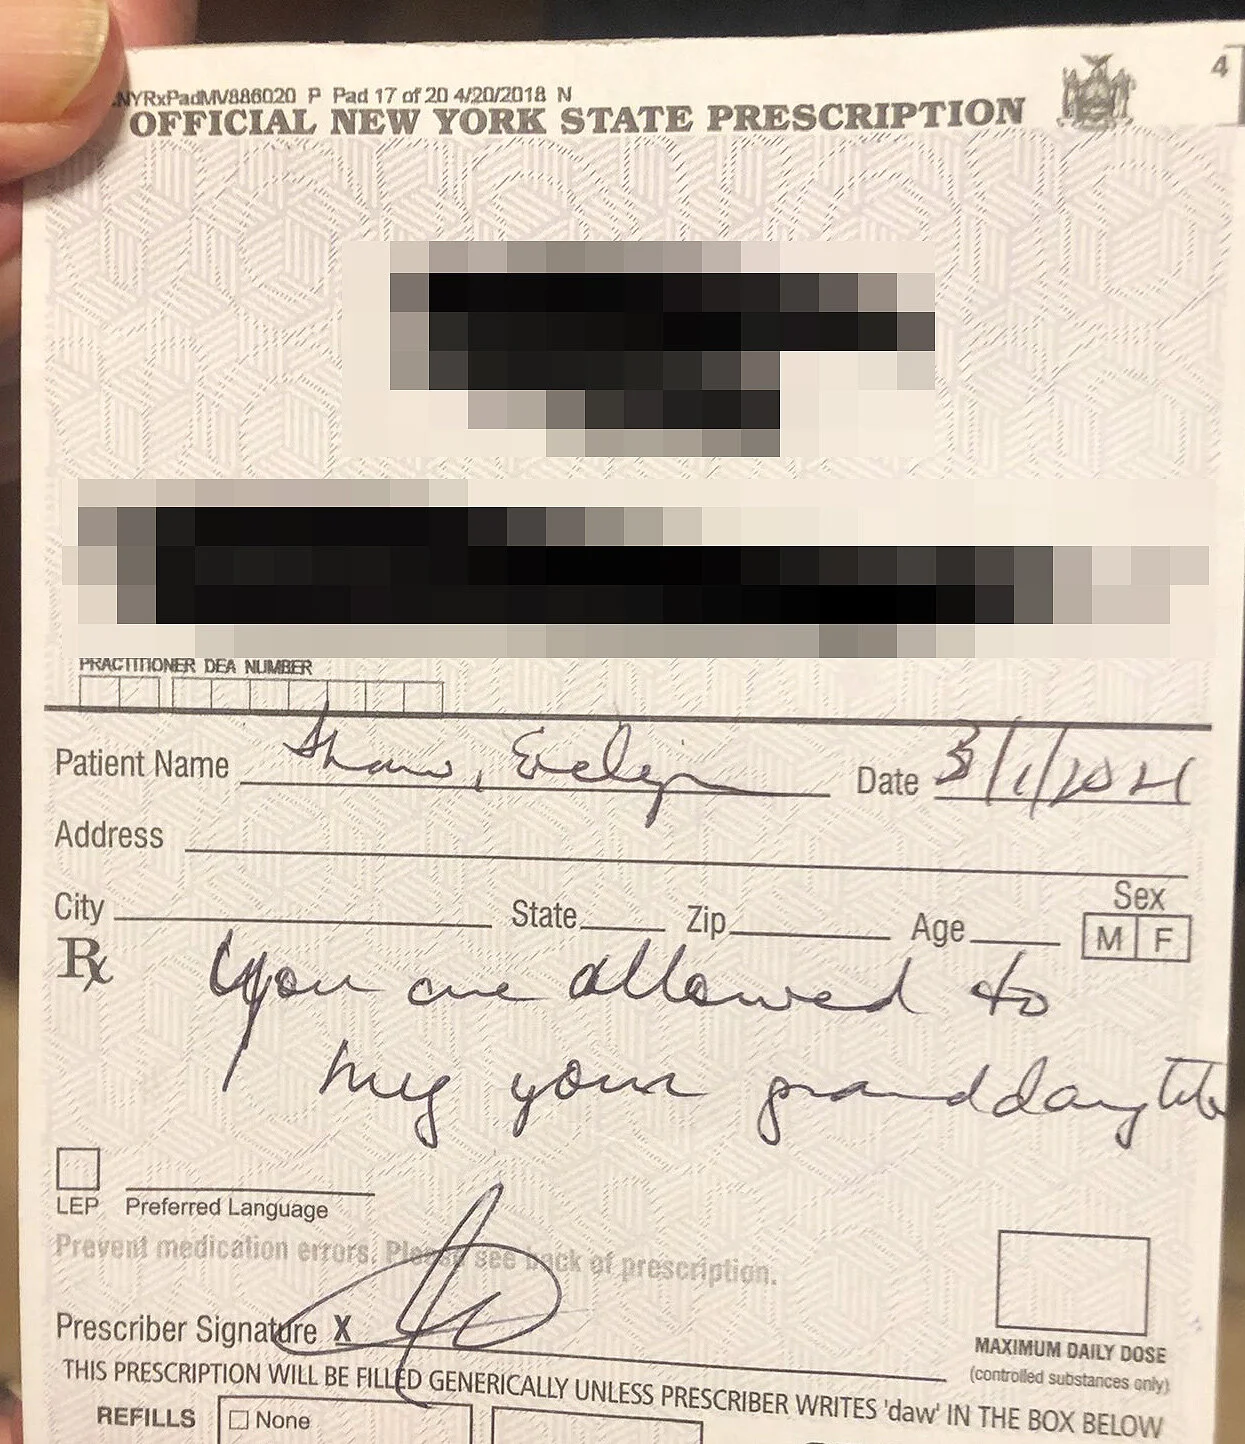 NYRxPadMV886020 P Pad 17 of 20 4/20/2018 N
4
OFFICIAL NEW YORK STATE PRESCRIPTION
PRACTITIONER DEA NUMBER
Patient Name Shaw, Evelyn Date 3/1/2021
Address
Sex
City State Zip Age M F
Rx You are allowed to
hug your granddaughter
LEP Preferred Language
Prevent medication errors. Please see back of prescription.
Prescriber Signature X
MAXIMUM DAILY DOSE
(controlled substances only)
THIS PRESCRIPTION WILL BE FILLED GENERICALLY UNLESS PRESCRIBER WRITES 'daw' IN THE BOX BELOW
REFILLS None